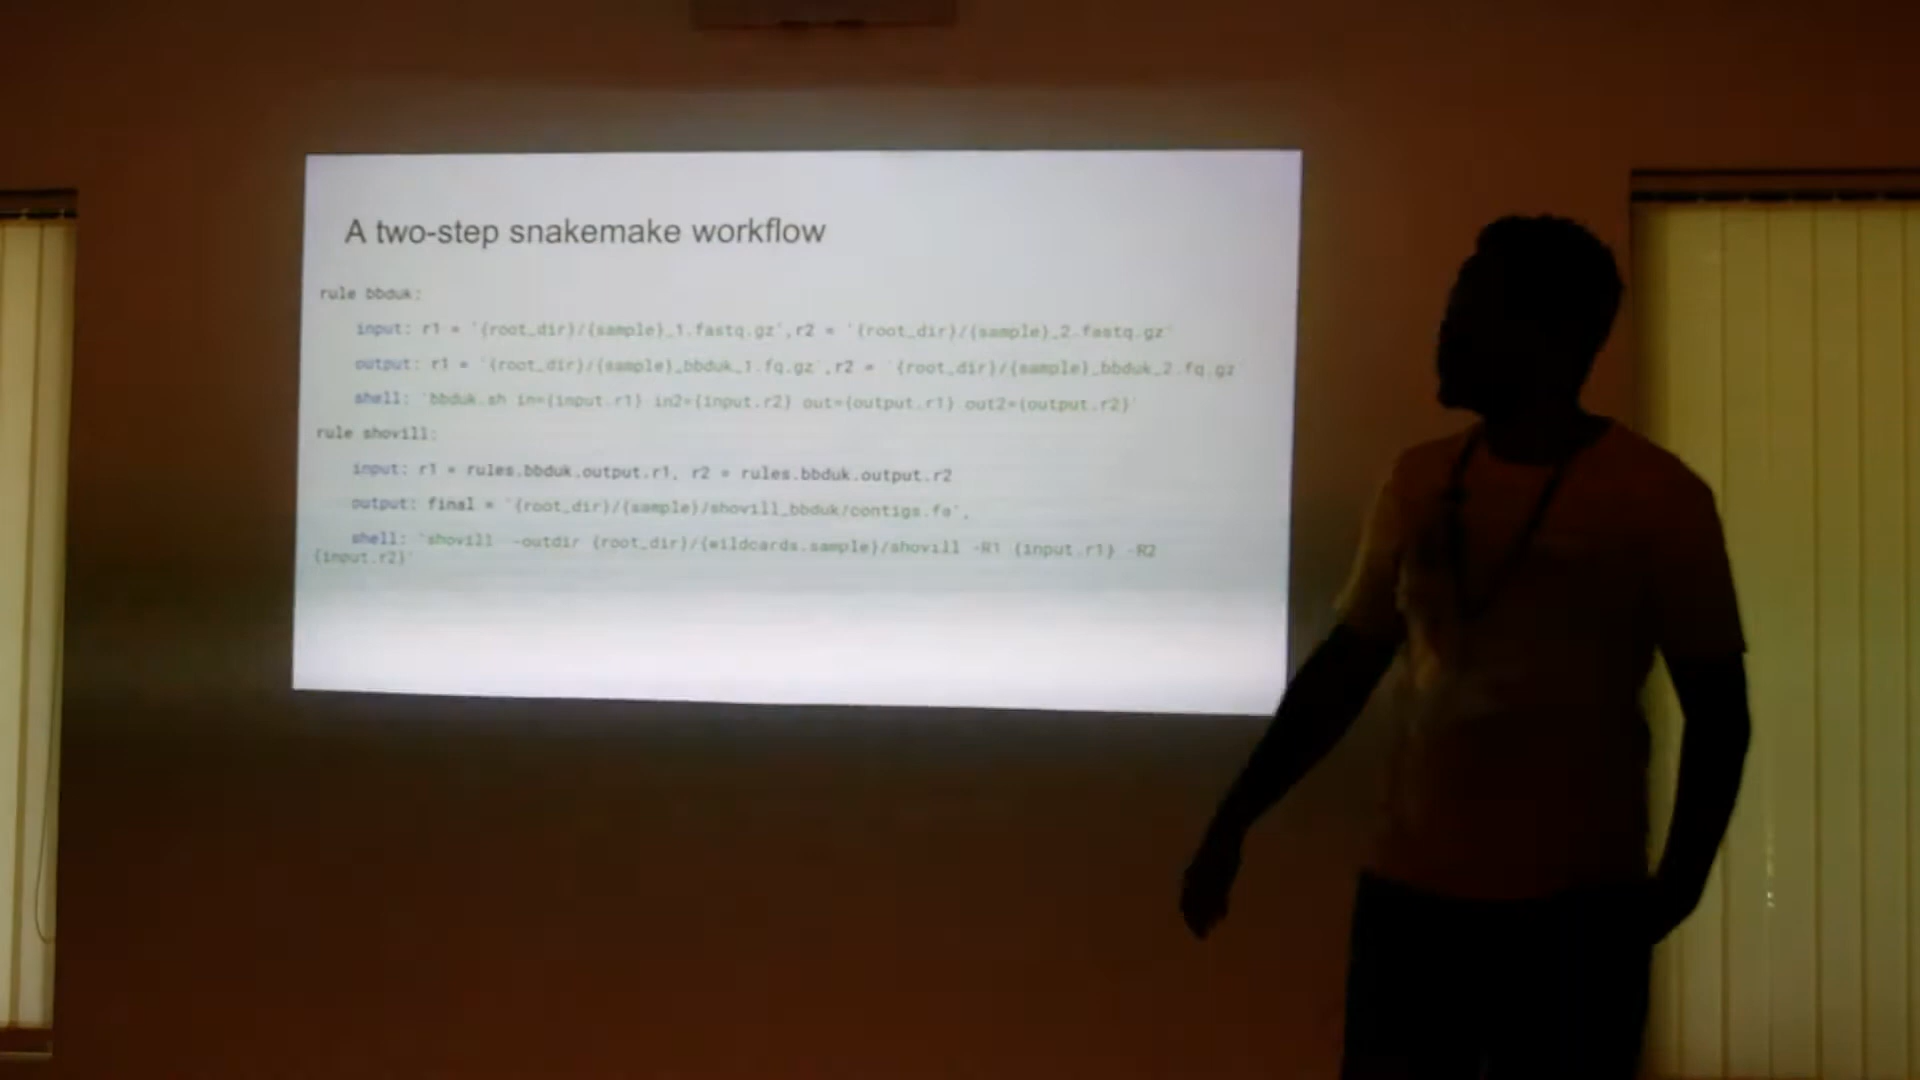 A two-step snakemake workflow
rule bbduk:
input: r1 = '{root_dir}/{sample}_1.fastq.gz',r2 = '{root_dir}/{sample}_2.fastq.gz'
output: r1 = '{root_dir}/{sample}_bbduk_1.fq.gz',r2 = '{root_dir}/{sample}_bbduk_2.fq.gz'
shell: 'bbduk.sh in={input.r1} in2={input.r2} out={output.r1} out2={output.r2}'
rule shovill:
input: r1 = rules.bbduk.output.r1, r2 = rules.bbduk.output.r2
output: final = '{root_dir}/{sample}/shovill_bbduk/contigs.fa',
shell: 'shovill -outdir {root_dir}/{wildcards.sample}/shovill -R1 {input.r1} -R2
{input.r2}'